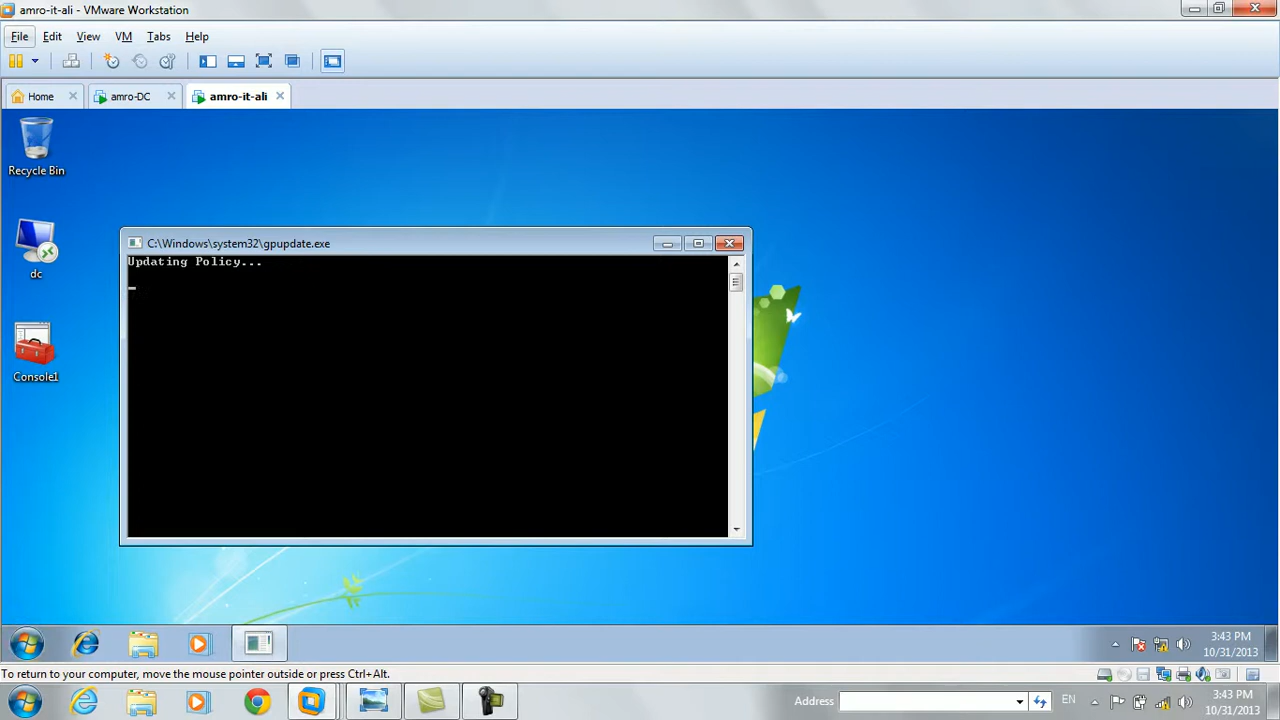 amro-it-ali - VMware Workstation
File Edit View VM Tabs Help
Home amro-DC amro-it-ali
Recycle Bin
dc
Console1
C:\Windows\system32\gpupdate.exe
Updating Policy...
3:43 PM
10/31/2013
To return to your computer, move the mouse pointer outside or press Ctrl+Alt.
Address EN
3:43 PM
10/31/2013